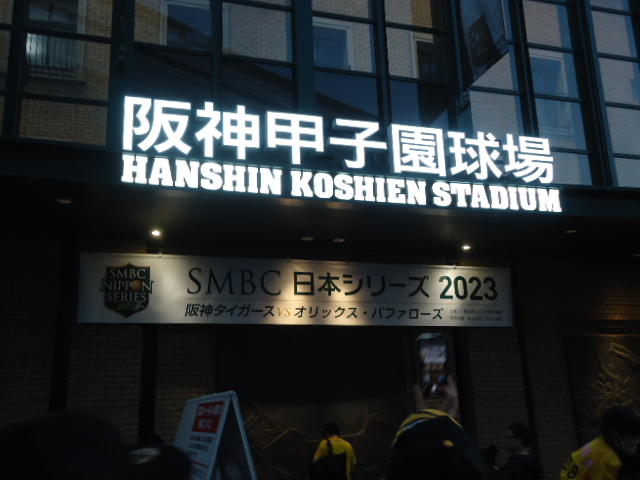 阪神甲子園球場
HANSHIN KOSHIEN STADIUM
SMBC
NIPPON
SERIES
2023
SMBC 日本シリーズ 2023
阪神タイガース VS オリックス・バファローズ